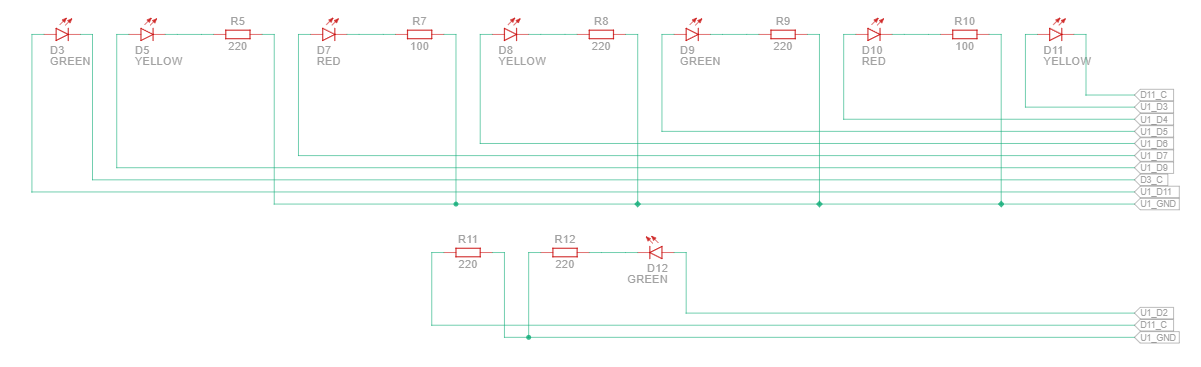 R5
R7
R8
R9
R10
D3
GREEN
D5
YELLOW
220
D7
RED
100
D8
YELLOW
220
D9
GREEN
220
D10
RED
100
D11
YELLOW
D11_C
U1_D3
U1_D4
U1_D5
U1_D6
U1_D7
U1_D9
D3_C
U1_D11
U1_GND
R11
220
R12
220
D12
GREEN
U1_D2
D11_C
U1_GND